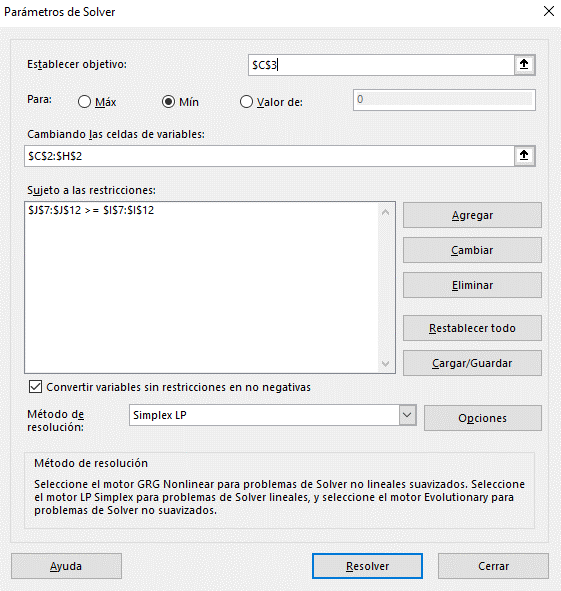 Parámetros de Solver
Establecer objetivo:
$C$3
Para:
Máx
Mín
Valor de:
0
Cambiando las celdas de variables:
$C$2:$H$2
Sujeto a las restricciones:
$J$7:$J$12 >= $I$7:$I$12
Agregar
Cambiar
Eliminar
Restablecer todo
Cargar/Guardar
Convertir variables sin restricciones en no negativas
Método de
resolución:
Simplex LP
Opciones
Método de resolución
Seleccione el motor GRG Nonlinear para problemas de Solver no lineales suavizados. Seleccione
el motor LP Simplex para problemas de Solver lineales, y seleccione el motor Evolutionary para
problemas de Solver no suavizados.
Ayuda
Resolver
Cerrar